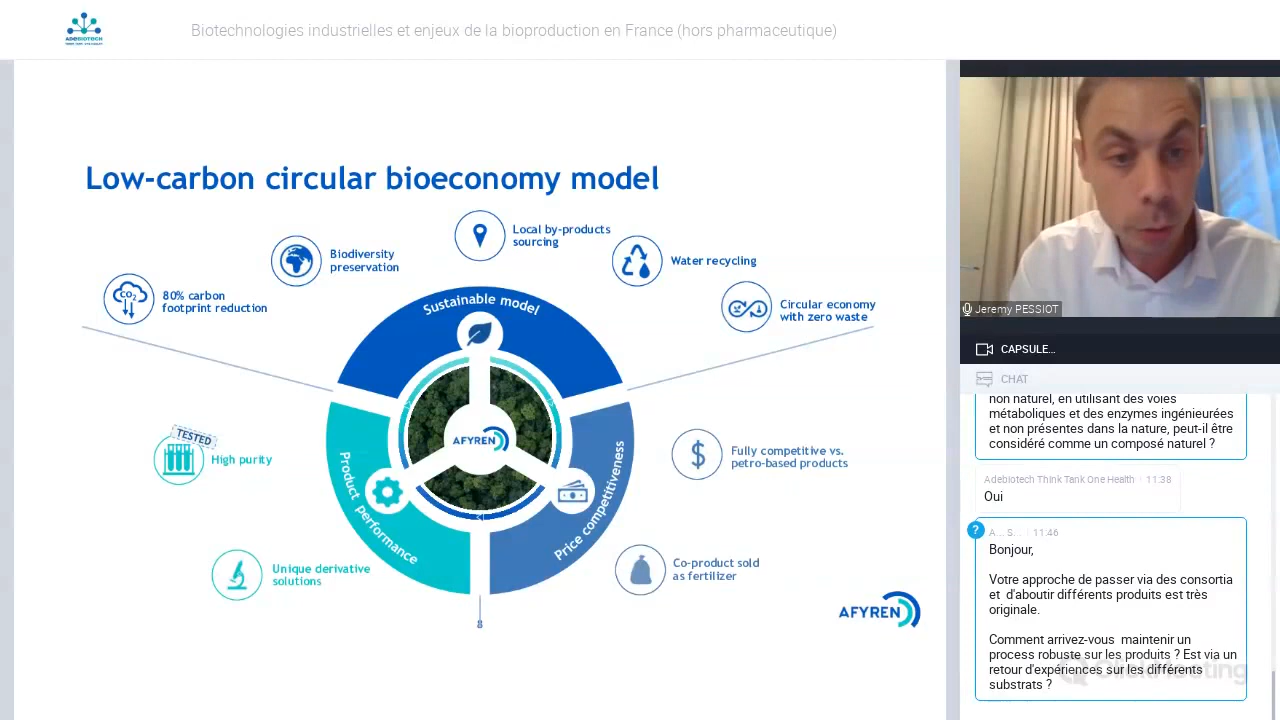 ADEBIOTECH
Biotechnologies industrielles et enjeux de la bioproduction en France (hors pharmaceutique)
Low-carbon circular bioeconomy model
Local by-products
sourcing
Biodiversity
preservation
Water recycling
CO2
80% carbon
footprint reduction
Circular economy
with zero waste
Sustainable model
TESTED
High purity
AFYREN
Fully competitive vs.
petro-based products
Product performance
Price competitiveness
Unique derivative
solutions
Co-product sold
as fertilizer
AFYREN
8
Jeremy PESSIOT
CAPSULE...
CHAT
non naturel, en utilisant des voies
métaboliques et des enzymes ingénieurées
et non présentes dans la nature, peut-il être
considéré comme un composé naturel ?
Adebiotech Think Tank One Health 11:38
Oui
?
A... S... 11:46
Bonjour,
Votre approche de passer via des consortia
et d'aboutir différents produits est très
originale.
Comment arrivez-vous maintenir un
process robuste sur les produits ? Est via un
retour d'expériences sur les différents
substrats ?
ClickMeeting